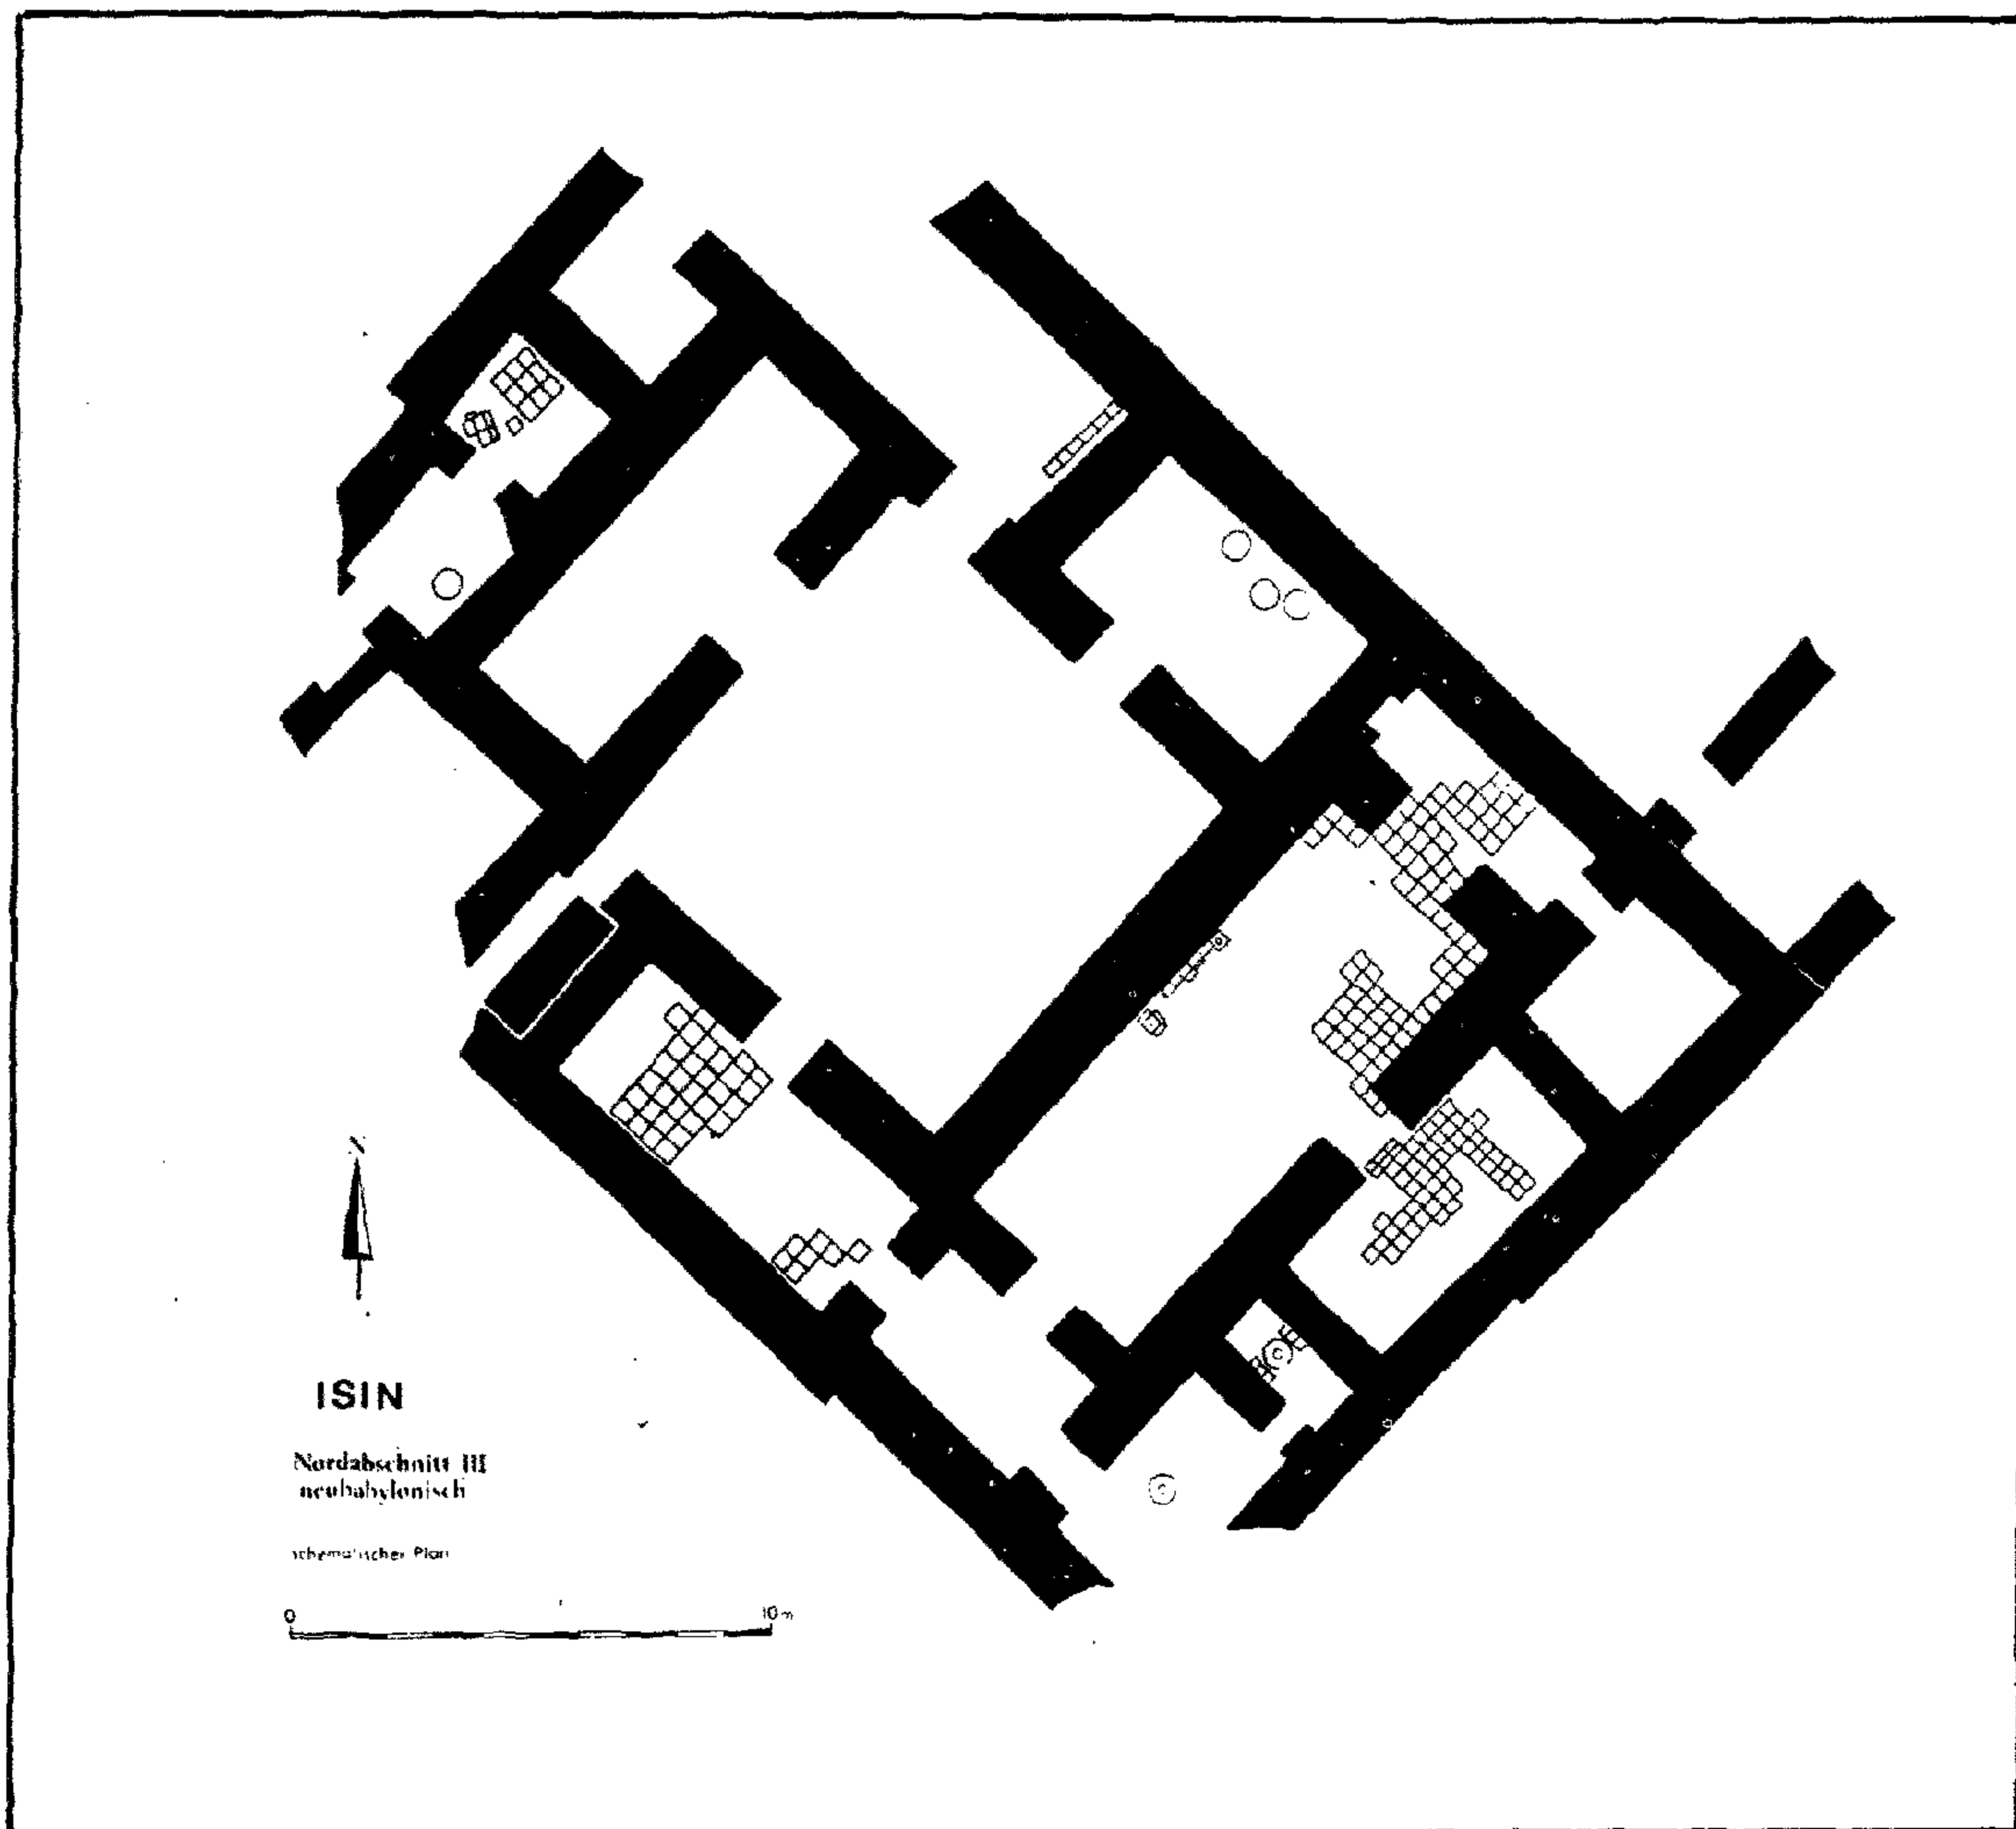 N
ISIN
Nordabschnitt III
neubabylonisch
schematischer Plan
0 10 m